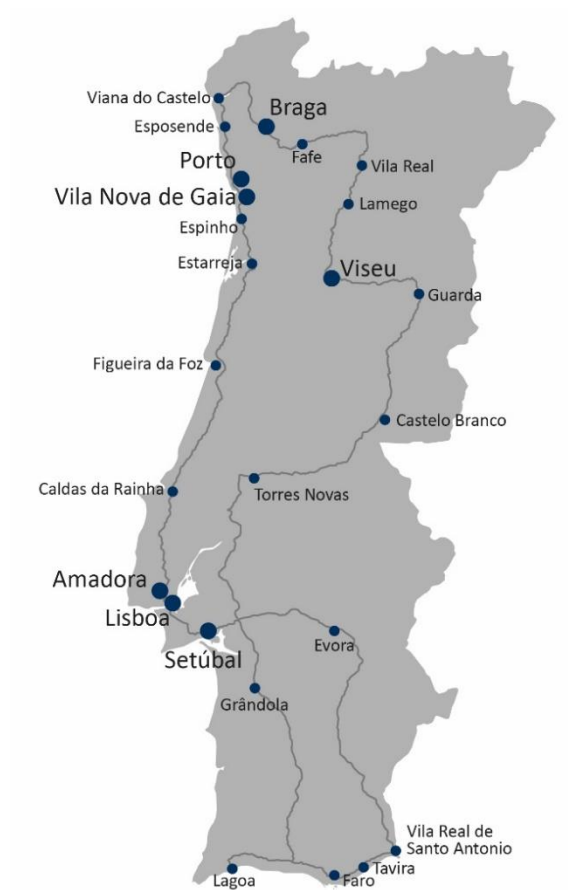 Viana do Castelo
Braga
Esposende
Fafe
Porto
Vila Real
Vila Nova de Gaia
Lamego
Espinho
Estarreja
Viseu
Guarda
Figueira da Foz
Castelo Branco
Caldas da Rainha
Torres Novas
Amadora
Lisboa
Setúbal
Evora
Grândola
Vila Real de
Santo Antonio
Tavira
Lagoa
Faro